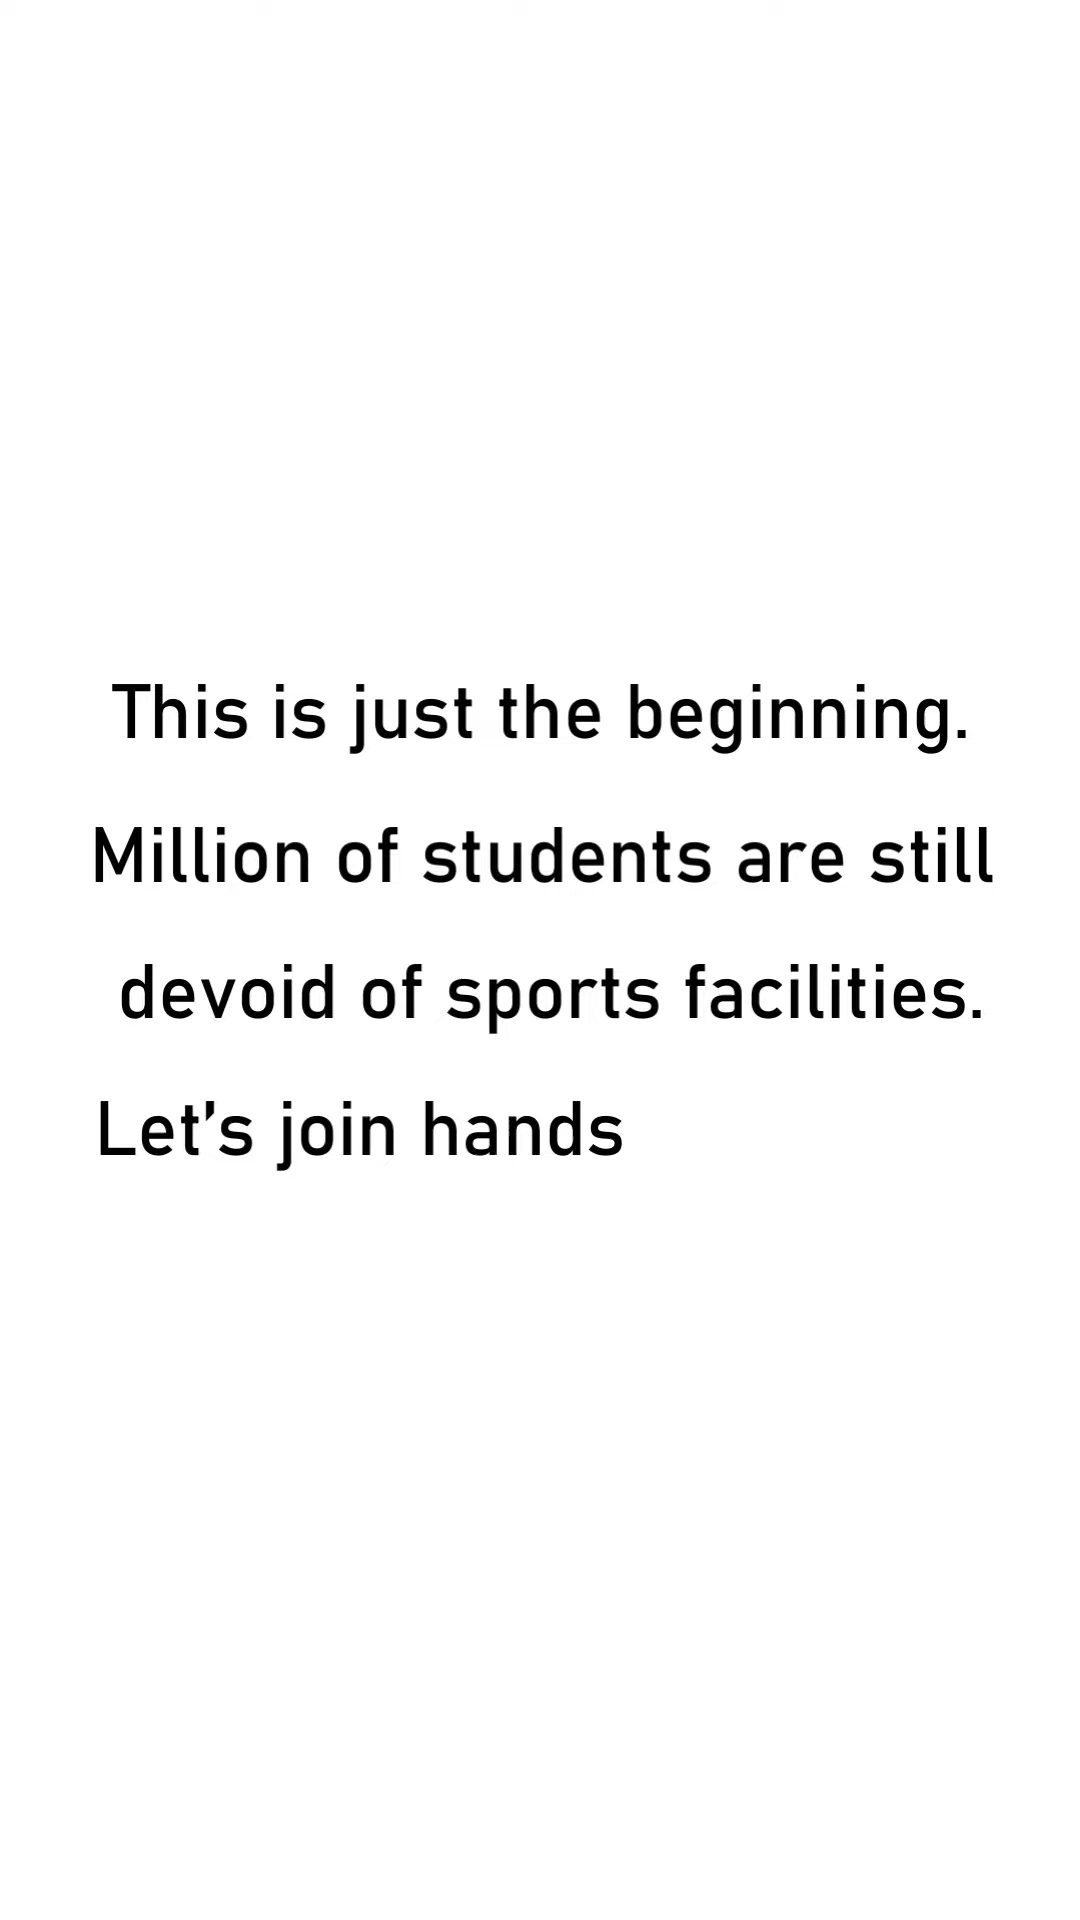 This is just the beginning.
Million of students are still
devoid of sports facilities.
Let's join hands